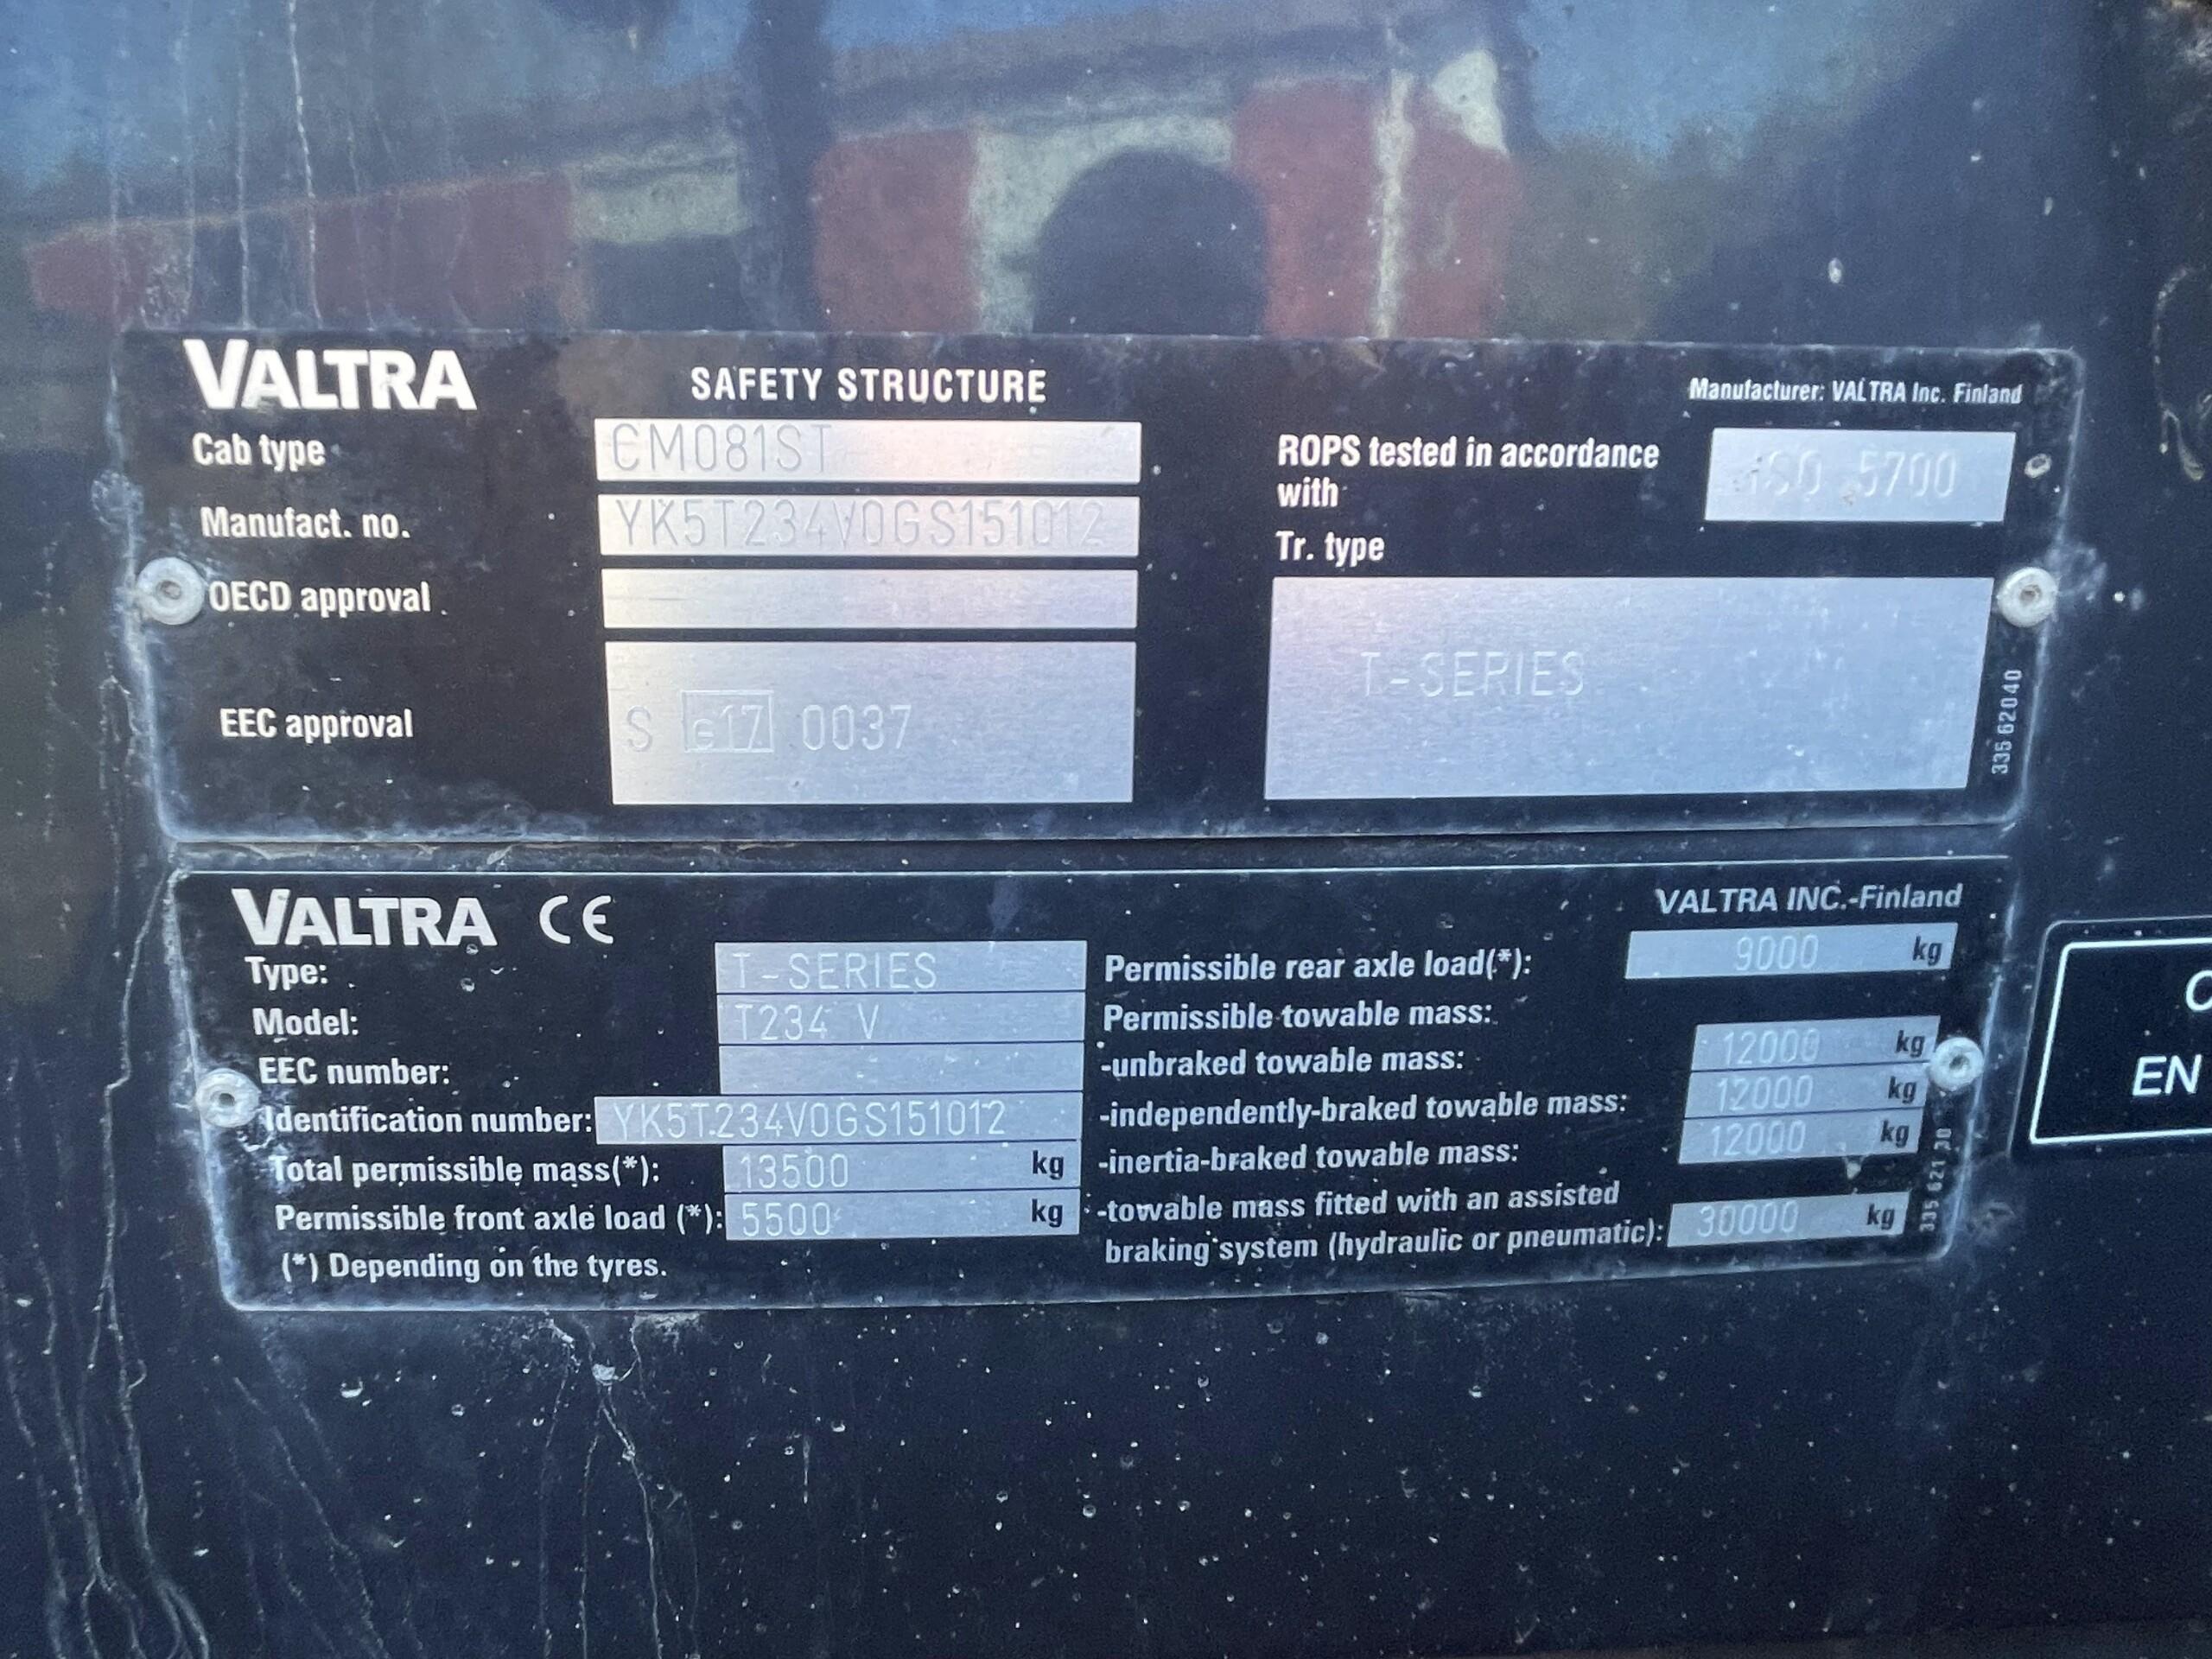 VALTRA
SAFETY STRUCTURE
Manufacturer: VALTRA Inc. Finland
Cab type CM081ST
Manufact. no. YK5T234V0GS151012
OECD approval
EEC approval S e17 0037
ROPS tested in accordance
with ISO 5700
Tr. type
T-SERIES
335 620 40
VALTRA CE
VALTRA INC.-Finland
Type: T-SERIES
Model: T234 V
EEC number:
Identification number: YK5T234V0GS151012
Total permissible mass(*): 13500 kg
Permissible front axle load (*): 5500 kg
(*) Depending on the tyres.
Permissible rear axle load(*): 9000 kg
Permissible towable mass:
-unbraked towable mass: 12000 kg
-independently-braked towable mass: 12000 kg
-inertia-braked towable mass: 12000 kg
-towable mass fitted with an assisted
braking system (hydraulic or pneumatic): 30000 kg
EN